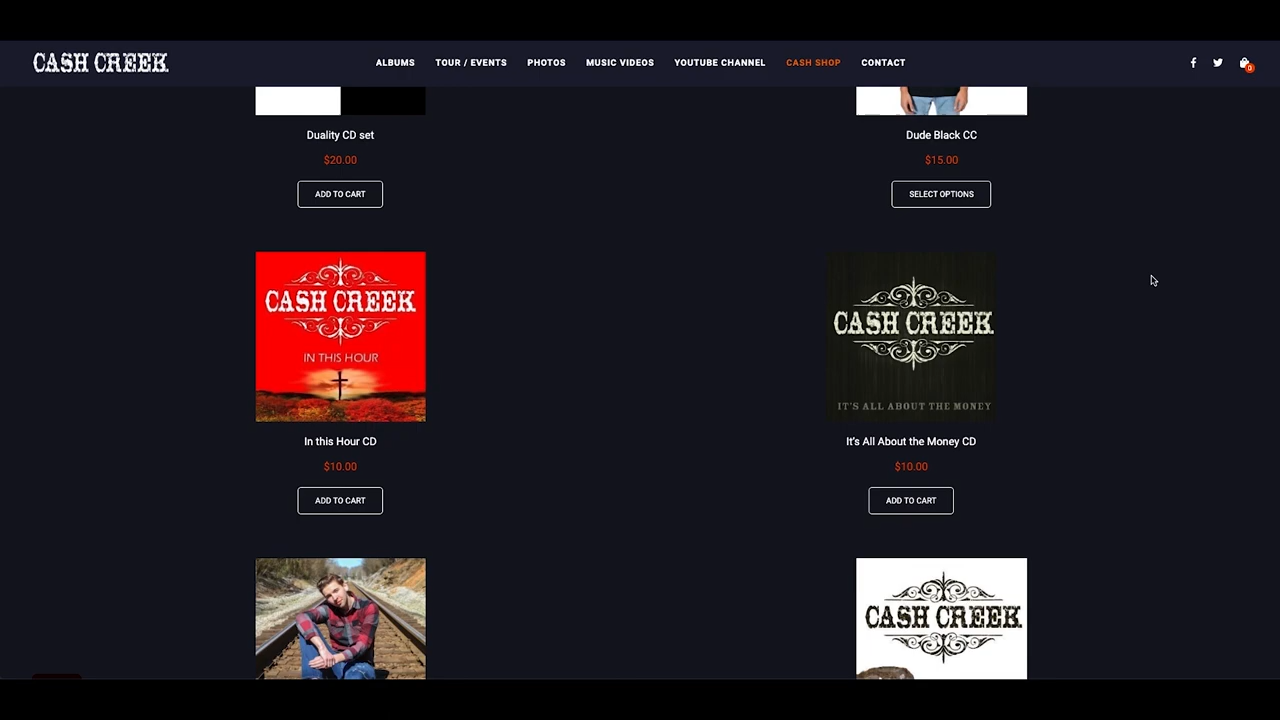 CASH CREEK
ALBUMS TOUR / EVENTS PHOTOS MUSIC VIDEOS YOUTUBE CHANNEL CASH SHOP CONTACT
0
Duality CD set
$20.00
ADD TO CART
Dude Black CC
$15.00
SELECT OPTIONS
CASH CREEK
IN THIS HOUR
In this Hour CD
$10.00
ADD TO CART
CASH CREEK
IT'S ALL ABOUT THE MONEY
It's All About the Money CD
$10.00
ADD TO CART
CASH CREEK